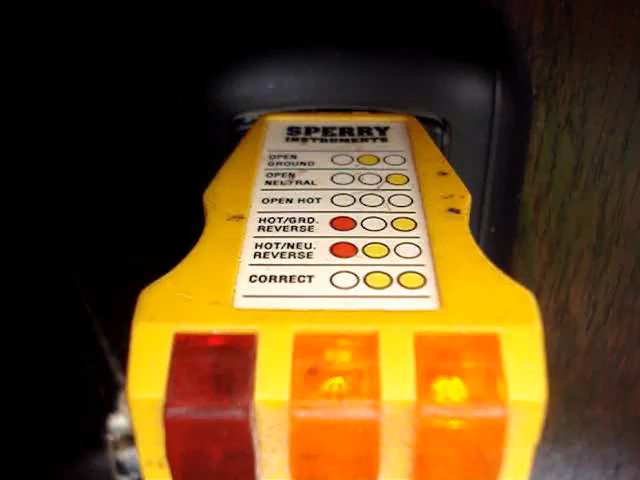 SPERRY
INSTRUMENTS
OPEN
GROUND
OPEN
NEUTRAL
OPEN HOT
HOT/GRD.
REVERSE
HOT/NEU.
REVERSE
CORRECT